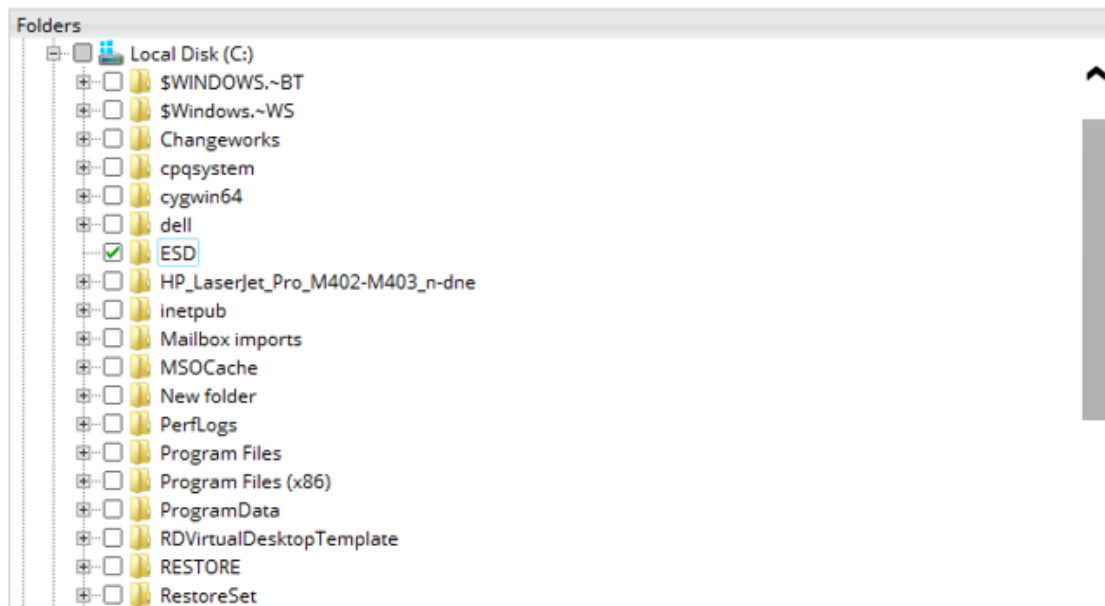 Folders
Local Disk (C:)
$WINDOWS.~BT
$Windows.~WS
Changeworks
cpqsystem
cygwin64
dell
ESD
HP_LaserJet_Pro_M402-M403_n-dne
inetpub
Mailbox imports
MSOCache
New folder
PerfLogs
Program Files
Program Files (x86)
ProgramData
RDVirtualDesktopTemplate
RESTORE
RestoreSet